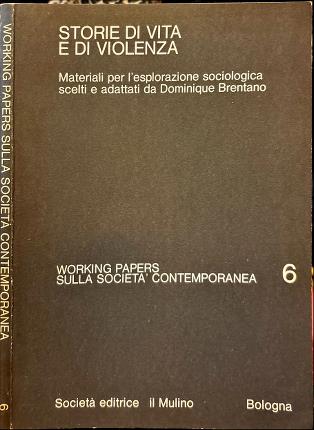 STORIE DI VITA
E DI VIOLENZA
Materiali per l'esplorazione sociologica
scelti e adattati da Dominique Brentano
WORKING PAPERS
SULLA SOCIETA' CONTEMPORANEA 6
Società editrice il Mulino Bologna
WORKING PAPERS SULLA SOCIETÀ CONTEMPORANEA 6